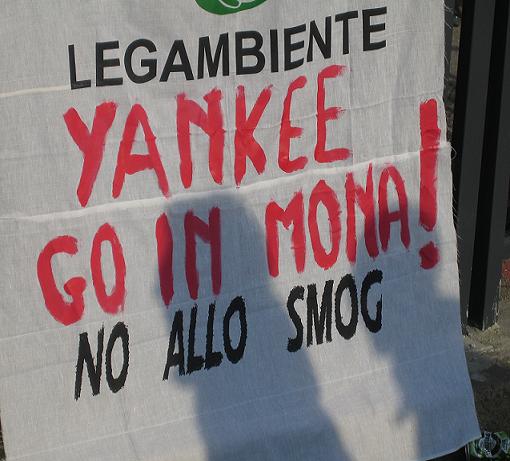 LEGAMBIENTE
YANKEE
GO IN MONA!
NO ALLO SMOG